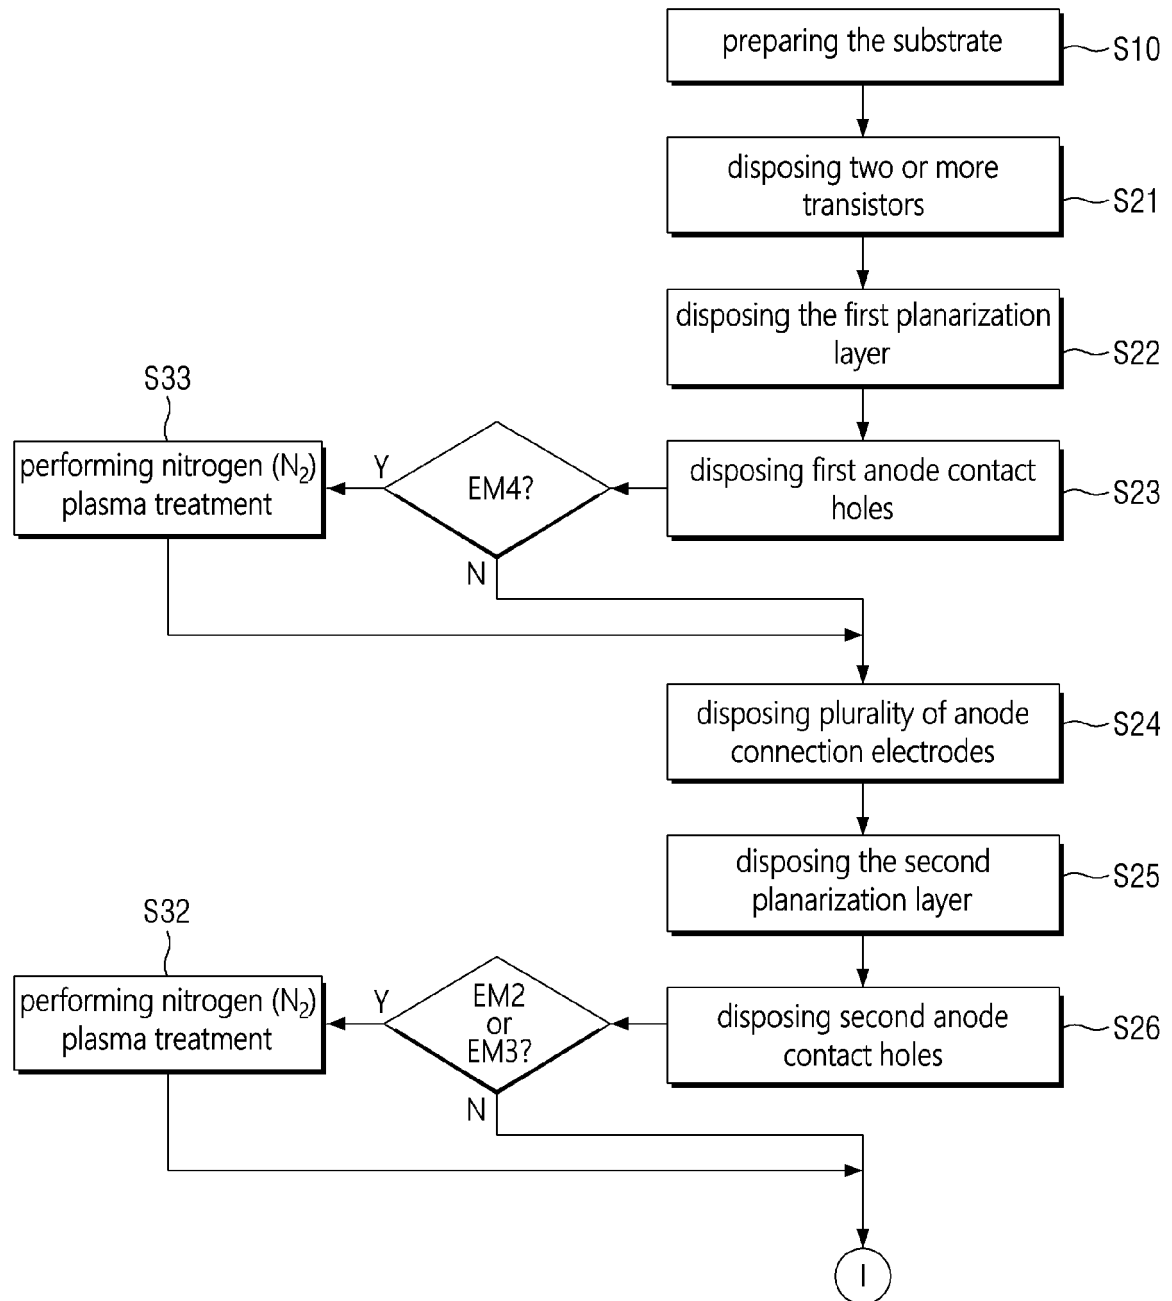 preparing the substrate
S10
disposing two or more
transistors
S21
disposing the first planarization
layer
S22
disposing first anode contact
holes
S23
EM4?
Y
N
S33
performing nitrogen (N₂)
plasma treatment
disposing plurality of anode
connection electrodes
S24
disposing the second
planarization layer
S25
disposing second anode
contact holes
S26
EM2
or
EM3?
Y
N
S32
performing nitrogen (N₂)
plasma treatment
I